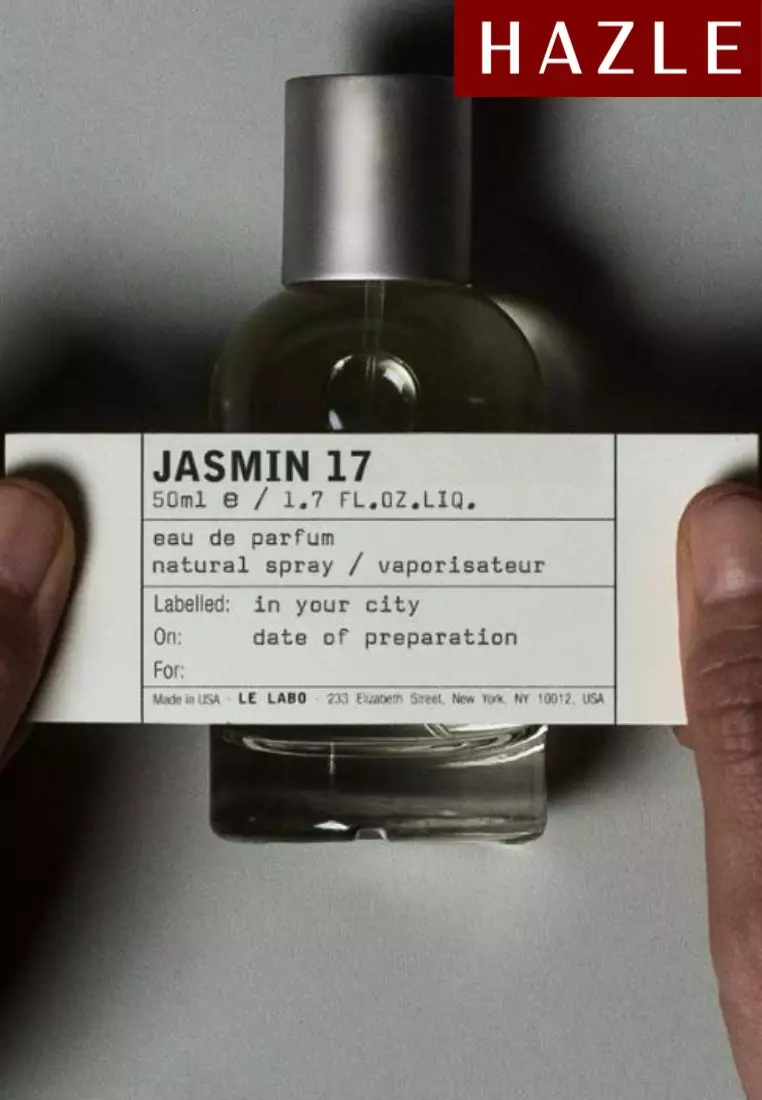 HAZLE
JASMIN 17
50ml e / 1.7 FL.OZ.LIQ.
eau de parfum
natural spray / vaporisateur
Labelled: in your city
On: date of preparation
For:
Made in USA · LE LABO · 233 Elizabeth Street, New York, NY 10012, USA